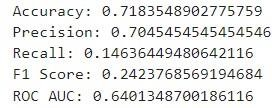 Accuracy: 0.7183548902775759
Precision: 0.7045454545454546
Recall: 0.14636449480642116
F1 Score: 0.2423768569194684
ROC AUC: 0.6401348700186116